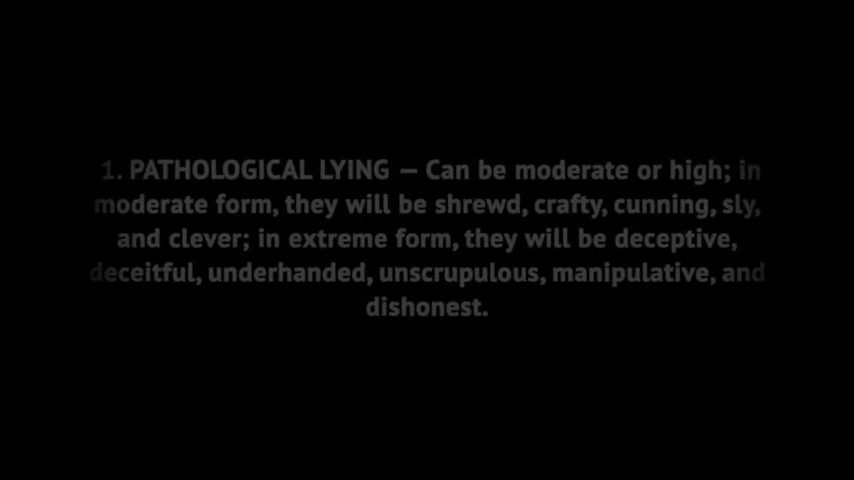 1. PATHOLOGICAL LYING — Can be moderate or high; in
moderate form, they will be shrewd, crafty, cunning, sly,
and clever; in extreme form, they will be deceptive,
deceitful, underhanded, unscrupulous, manipulative, and
dishonest.